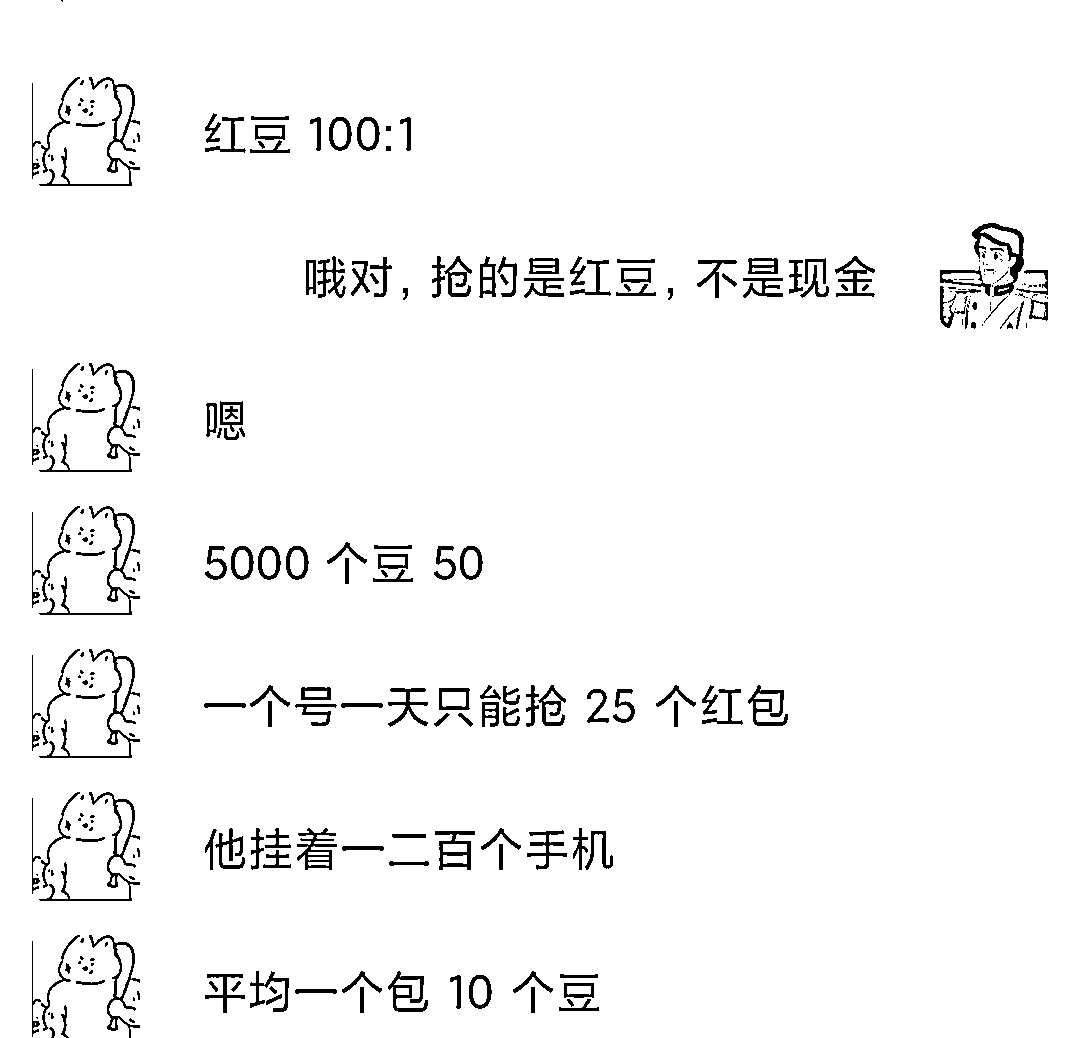 红豆 100:1
哦对，抢的是红豆，不是现金
嗯
5000 个豆 50
一个号一天只能抢 25 个红包
他挂着一二百个手机
平均一个包 10 个豆